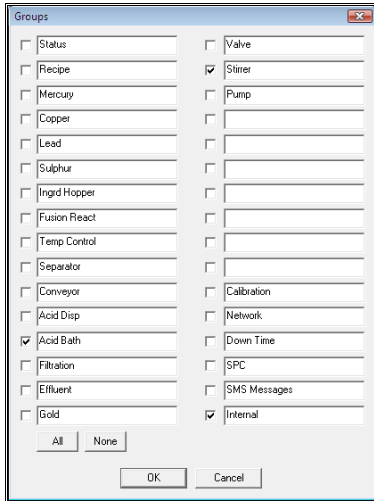 Groups
Status
Recipe
Mercury
Copper
Lead
Sulphur
Ingrd Hopper
Fusion React
Temp Control
Separator
Conveyor
Acid Disp
Acid Bath
Filtration
Effluent
Gold
Valve
Stirrer
Pump
Calibration
Network
Down Time
SPC
SMS Messages
Internal
All None
OK Cancel